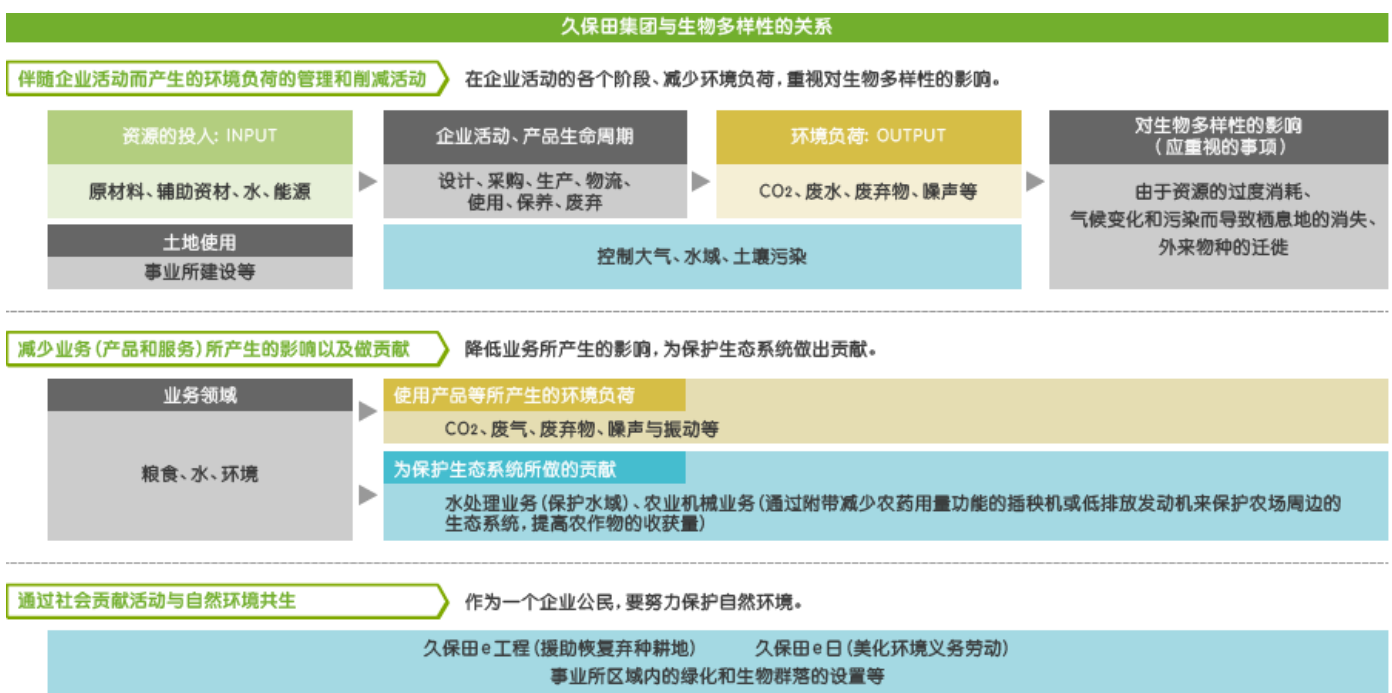 久保田集团与生物多样性的关系
伴随企业活动而产生的环境负荷的管理和削减活动
在企业活动的各个阶段、减少环境负荷,重视对生物多样性的影响。
资源的投人: INPUT
原材料、辅助资材、水、能源
土地使用
事业所建设等
企业活动、产品生命周期
设计、采购、生产、物流、
使用、保养、废弃
环境负荷: OUTPUT
CO2、废水、废弃物、噪声等
控制大气、水域、土壤污染
对生物多样性的影响
(应重视的事项)
由于资源的过度消耗、
气候变化和污染而导致栖息地的消失、
外来物种的迁徙
减少业务(产品和服务)所产生的影响以及做贡献
降低业务所产生的影响,为保护生态系统做出贡献。
业务领域
粮食、水、环境
使用产品等所产生的环境负荷
CO2、废气、废弃物、噪声与振动等
为保护生态系统所做的贡献
水处理业务(保护水域)、农业机械业务(通过附带减少农药用量功能的插秧机或低排放发动机来保护农场周边的
生态系统,提高农作物的收获量)
通过社会贡献活动与自然环境共生
作为一个企业公民,要努力保护自然环境。
久保田e工程(援助恢复弃种耕地) 久保田e日(美化环境义务劳动)
事业所区域内的绿化和生物群落的设置等